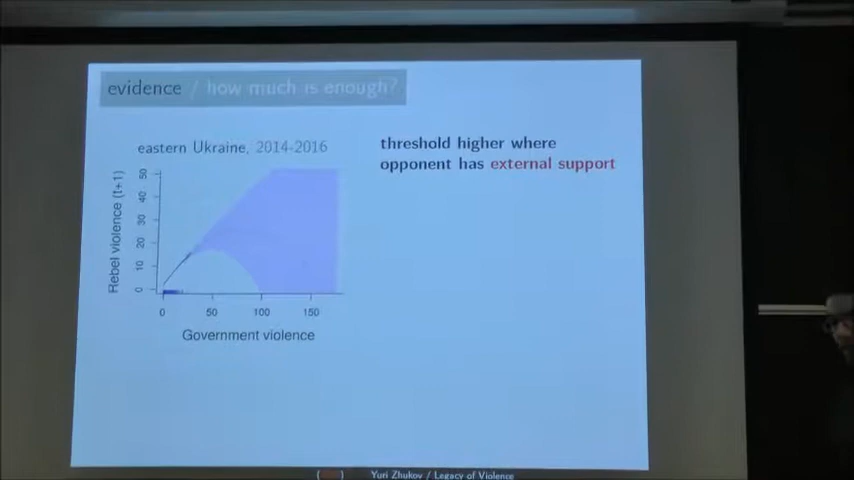 evidence / how much is enough?
eastern Ukraine, 2014-2016
threshold higher where
opponent has external support
Rebel violence (t+1)
50
40
30
20
10
0
0 50 100 150
Government violence
Yuri Zhukov / Legacy of Violence